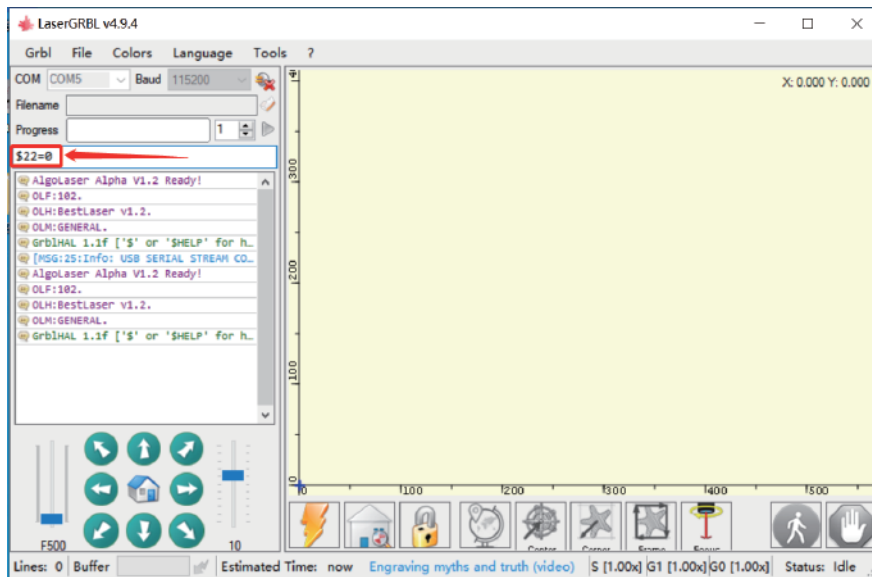 LaserGRBL v4.9.4
Grbl File Colors Language Tools ?
COM COM5 Baud 115200
Filename
Progress 1
$22=0
AlgoLaser Alpha V1.2 Ready!
OLF:102.
OLH:BestLaser v1.2.
OLM:GENERAL.
GrblHAL 1.1f ['$' or '$HELP' for h…
[MSG:25:Info: USB SERIAL STREAM CO…
AlgoLaser Alpha V1.2 Ready!
OLF:102.
OLH:BestLaser v1.2.
OLM:GENERAL.
GrblHAL 1.1f ['$' or '$HELP' for h…
F500 10
X: 0.000 Y: 0.000
300
200
100
0
0 100 200 300 400 500
Center Corner Frame Focus
Lines: 0 Buffer Estimated Time: now Engraving myths and truth (video) S [1.00x] G1 [1.00x] G0 [1.00x] Status: Idle